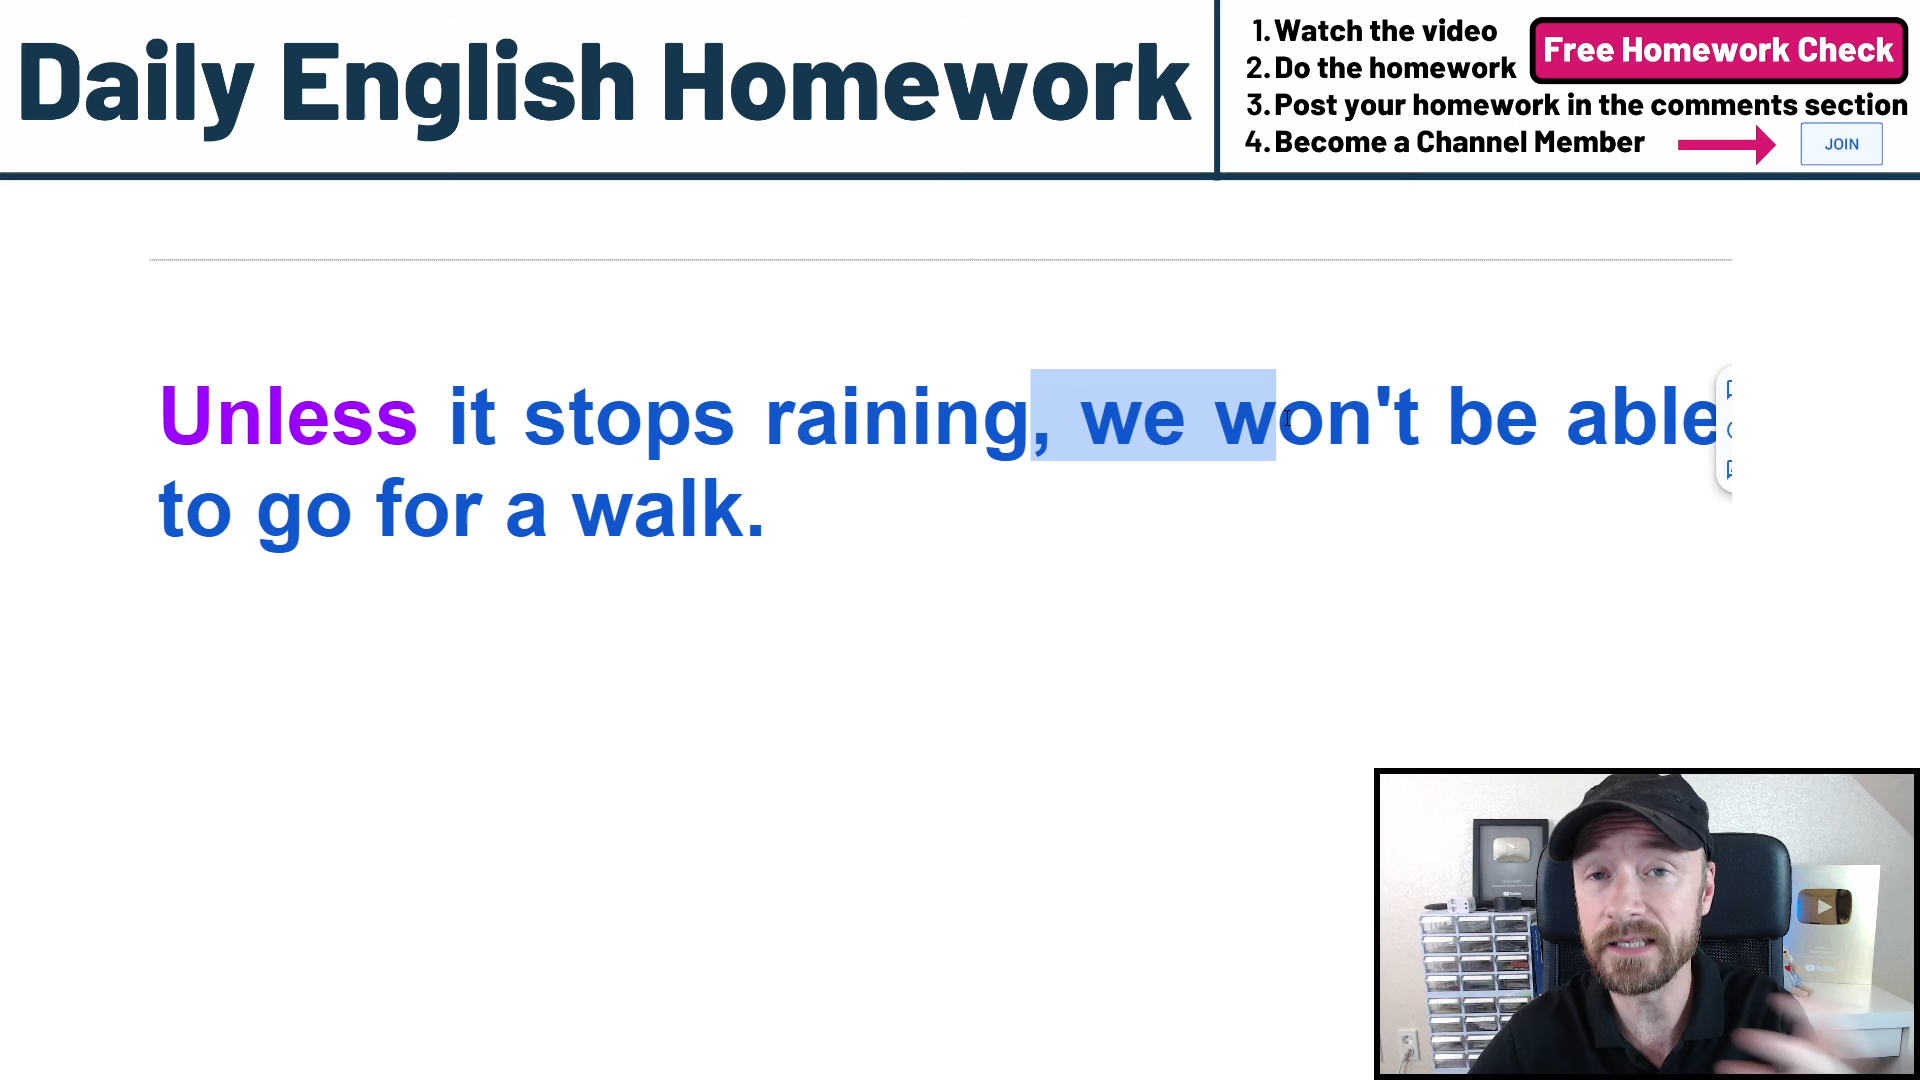 Daily English Homework
1. Watch the video
2. Do the homework
Free Homework Check
3. Post your homework in the comments section
4. Become a Channel Member
JOIN
Unless it stops raining, we won't be able
to go for a walk.
YouTube
YouTube